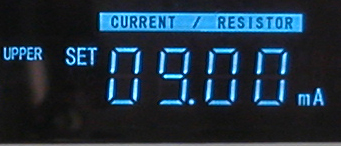 CURRENT / RESISTOR
UPPER SET 09.00 mA